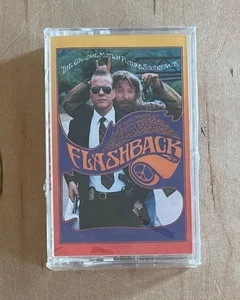 THE ORIGINAL MOTION PICTURE SOUNDTRACK
FLASHBACK